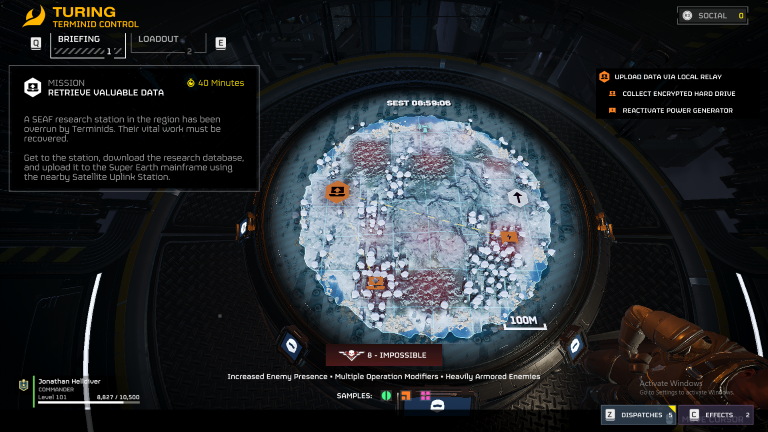 TURING
TERMINID CONTROL
Q
BRIEFING
1
LOADOUT
2
E
SOCIAL 0
MISSION
RETRIEVE VALUABLE DATA
40 Minutes
A SEAF research station in the region has been
overrun by Terminids. Their vital work must be
recovered.
Get to the station, download the research database,
and upload it to the Super Earth mainframe using
the nearby Satellite Uplink Station.
UPLOAD DATA VIA LOCAL RELAY
COLLECT ENCRYPTED HARD DRIVE
REACTIVATE POWER GENERATOR
SEST 08:59:06
100M
8 - IMPOSSIBLE
Increased Enemy Presence • Multiple Operation Modifiers • Heavily Armored Enemies
SAMPLES:
Jonathan Helldiver
COMMANDER
Level 101
8,827 / 10,500
Activate Windows
Go to Settings to activate Windows.
Z DISPATCHES 5
C EFFECTS 2
MOVE CURSOR